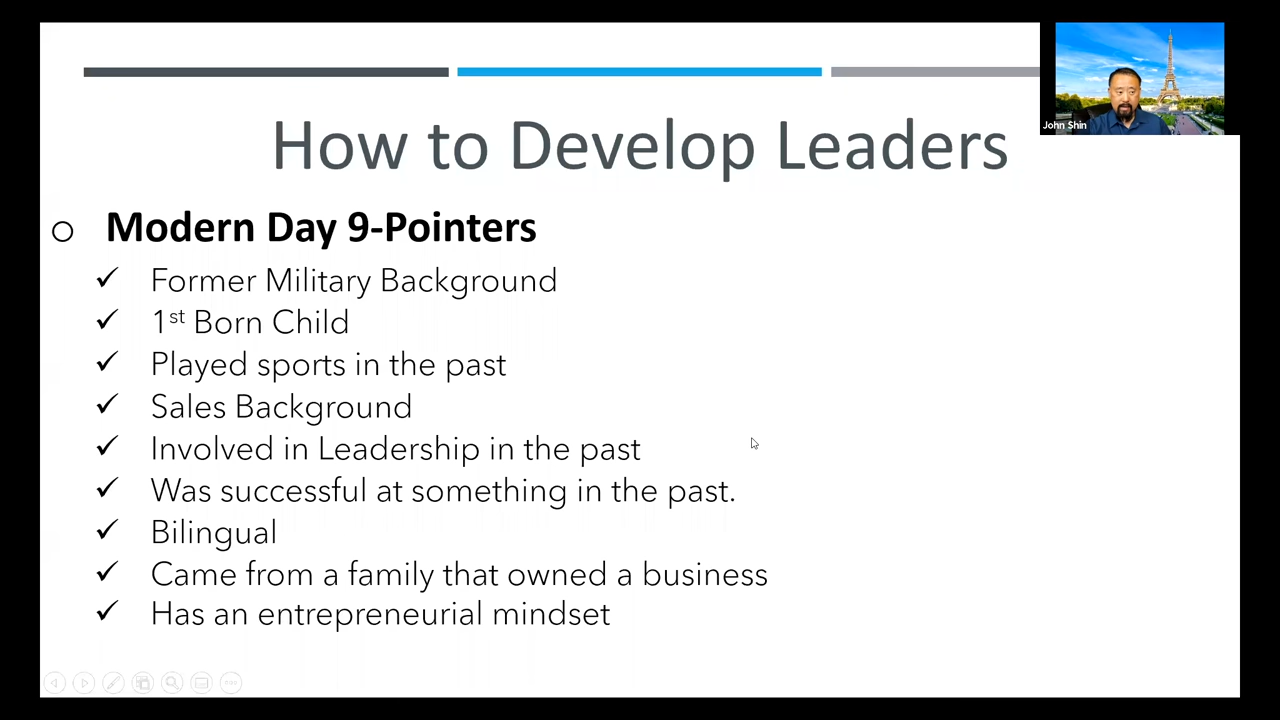 John Shin
How to Develop Leaders
o Modern Day 9-Pointers
✓ Former Military Background
✓ 1st Born Child
✓ Played sports in the past
✓ Sales Background
✓ Involved in Leadership in the past
✓ Was successful at something in the past.
✓ Bilingual
✓ Came from a family that owned a business
✓ Has an entrepreneurial mindset